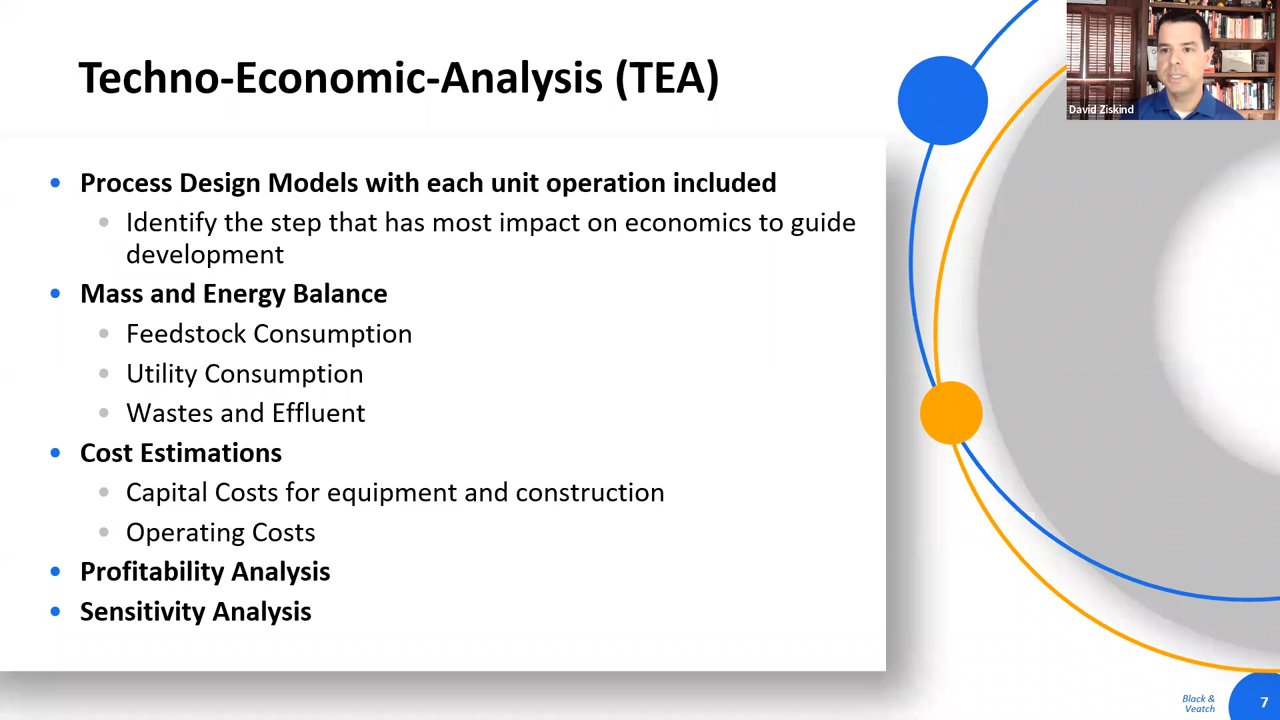 Techno-Economic-Analysis (TEA)
David Ziskind
• Process Design Models with each unit operation included
• Identify the step that has most impact on economics to guide
development
• Mass and Energy Balance
• Feedstock Consumption
• Utility Consumption
• Wastes and Effluent
• Cost Estimations
• Capital Costs for equipment and construction
• Operating Costs
• Profitability Analysis
• Sensitivity Analysis
Black &
Veatch
7